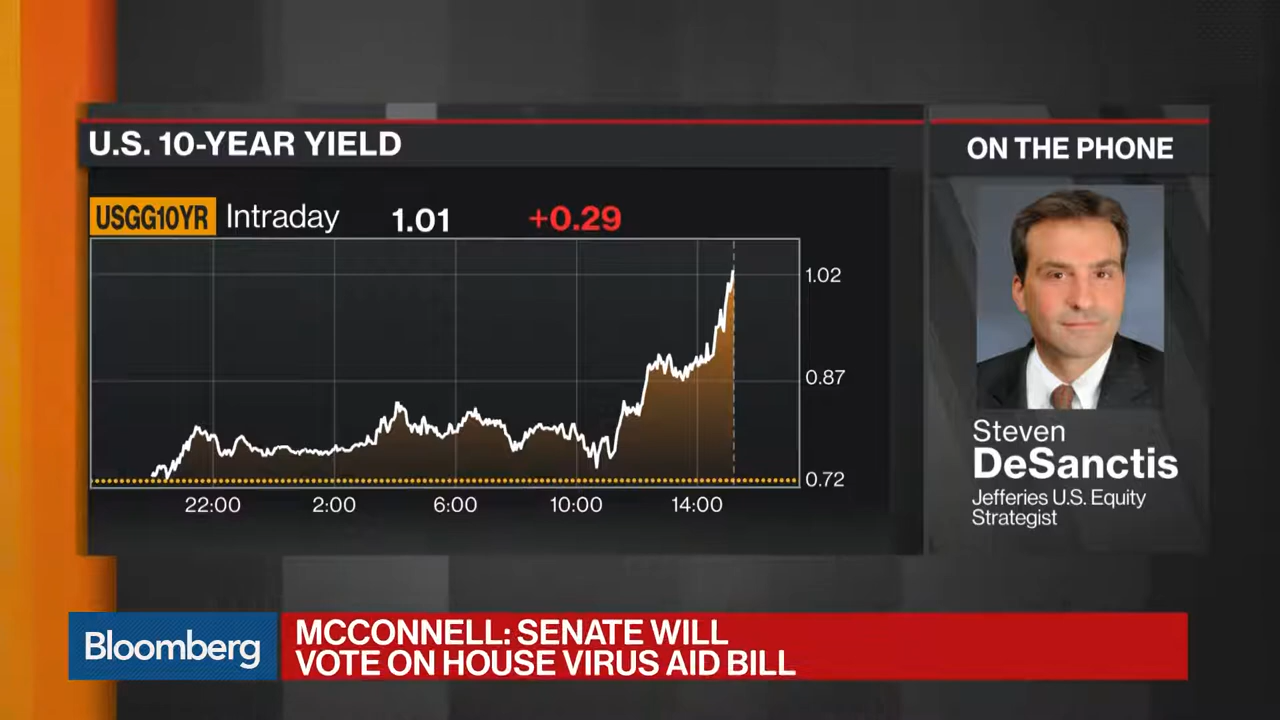 U.S. 10-YEAR YIELD
USGG10YR Intraday 1.01 +0.29
1.02
0.87
0.72
22:00 2:00 6:00 10:00 14:00
ON THE PHONE
Steven
DeSanctis
Jefferies U.S. Equity
Strategist
Bloomberg
MCCONNELL: SENATE WILL
VOTE ON HOUSE VIRUS AID BILL